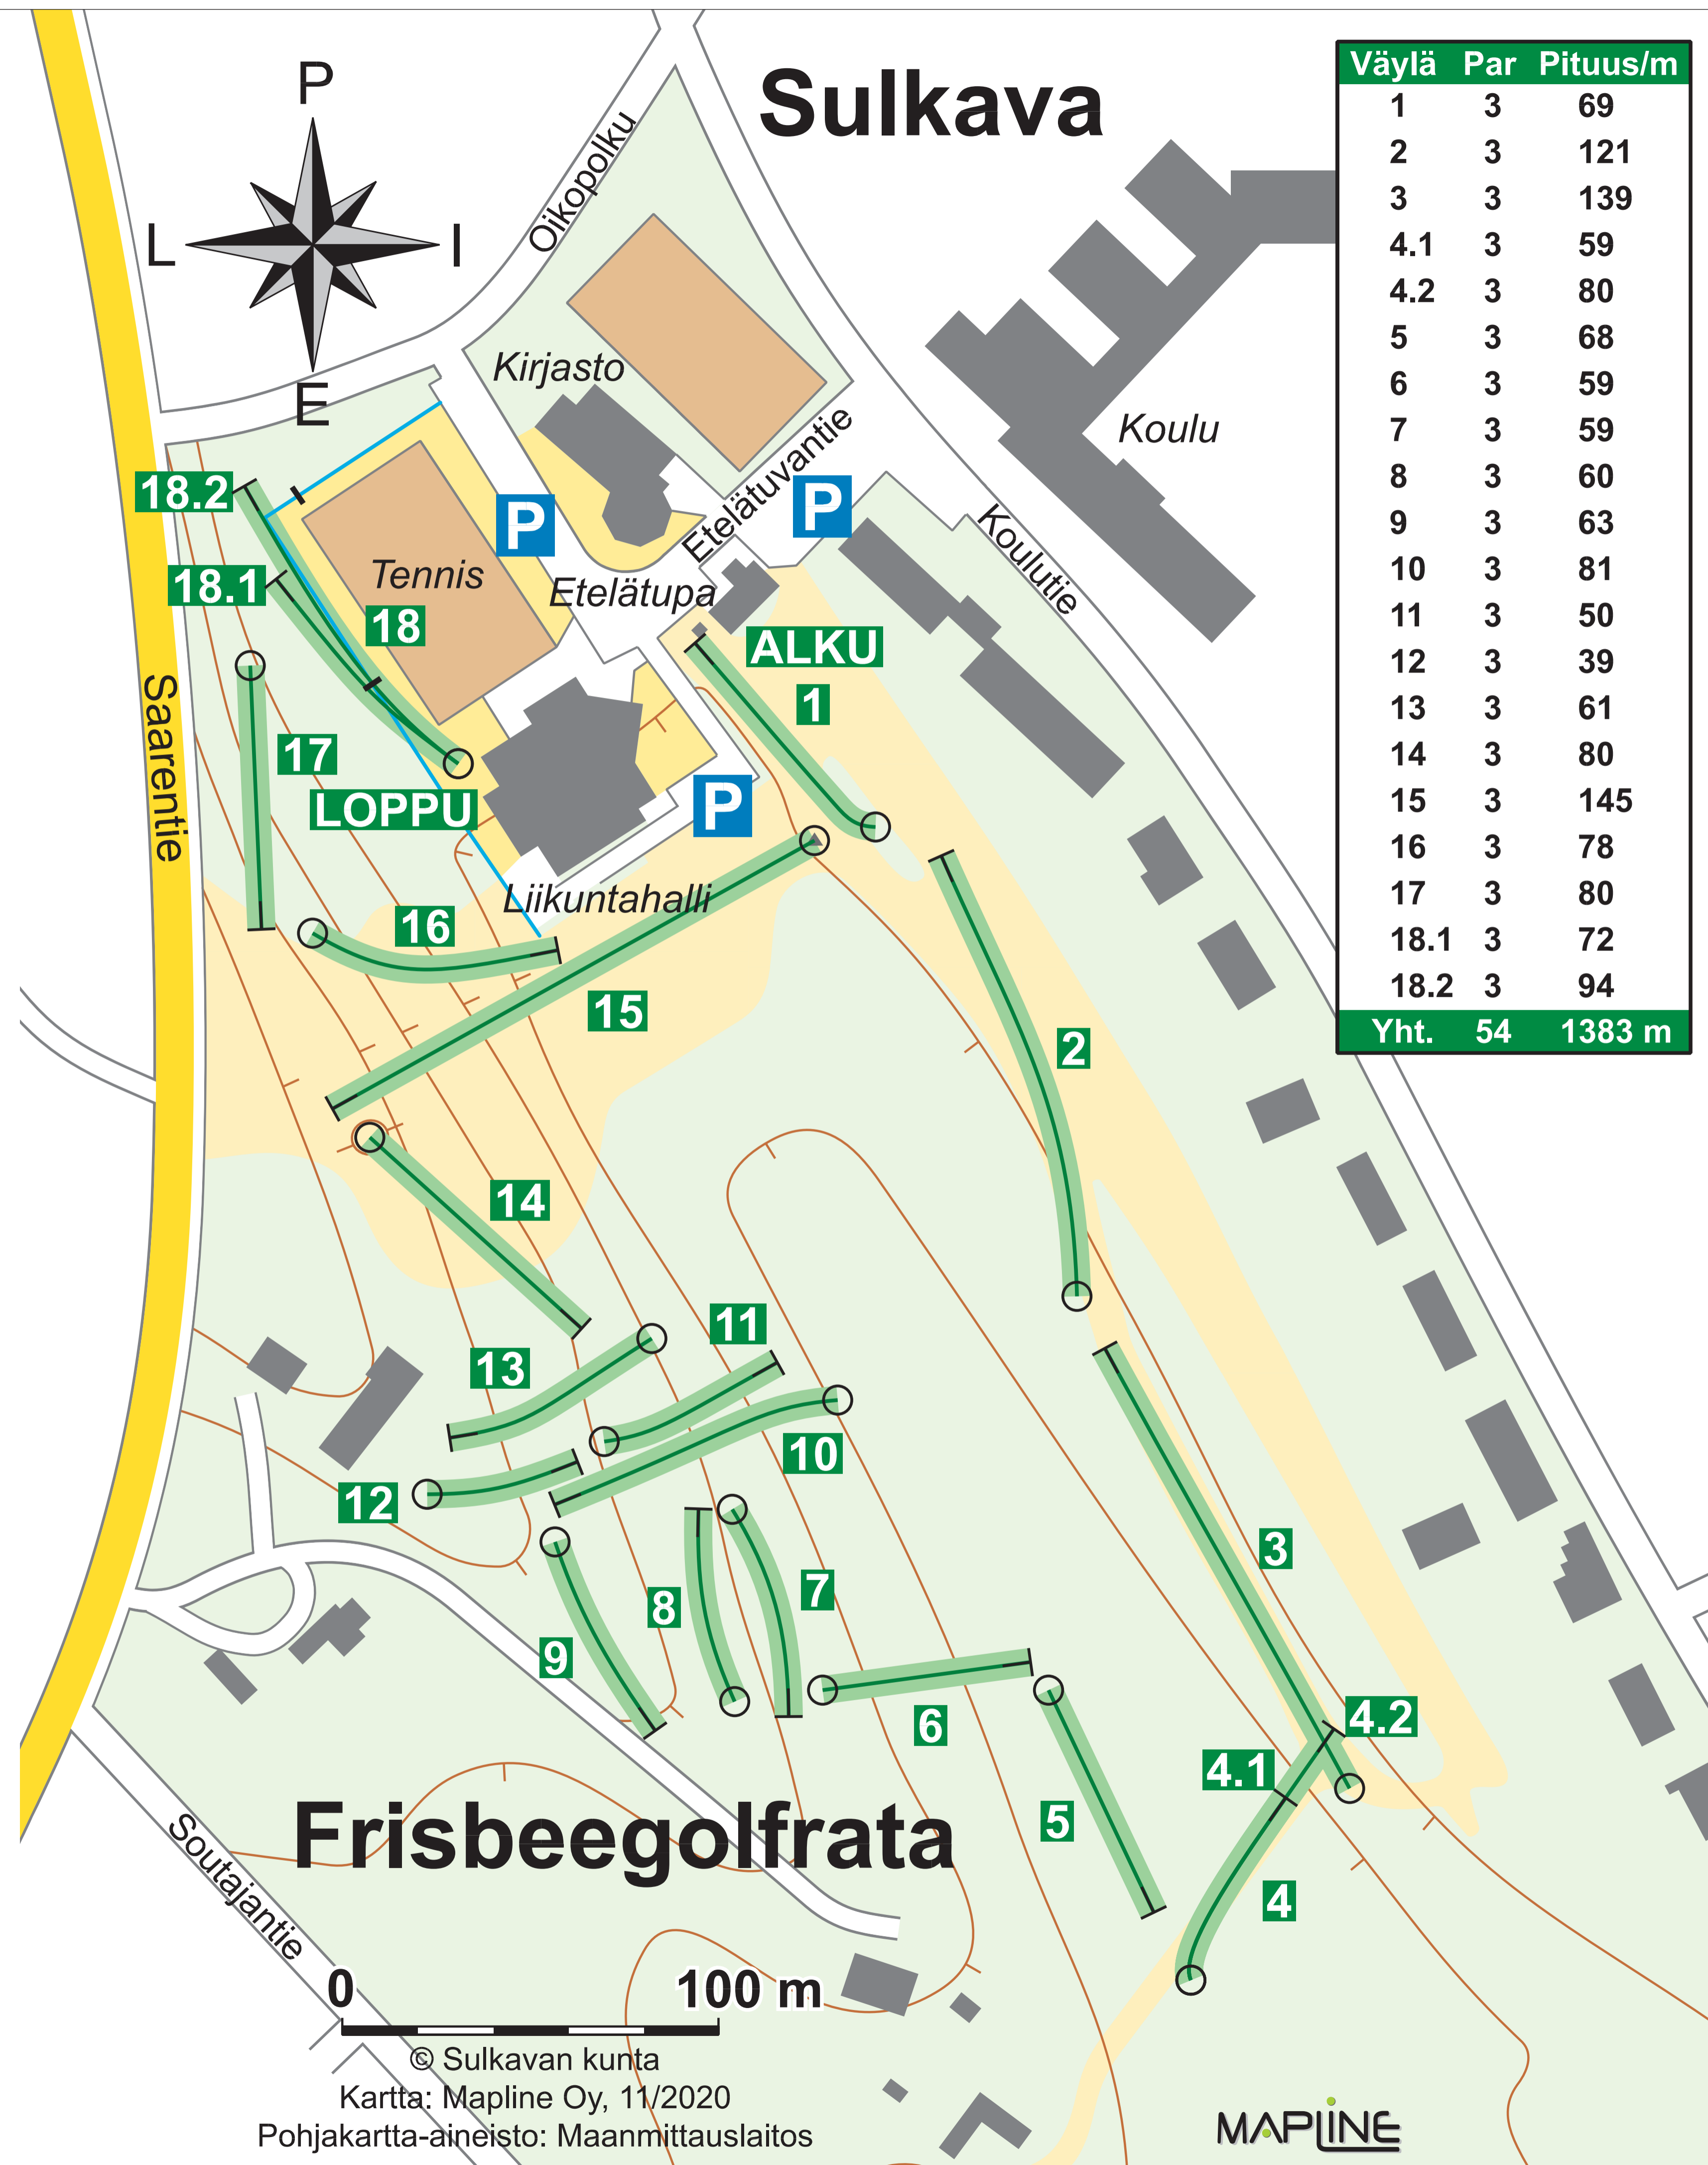 Sulkava
P
L
I
E
Väylä Par Pituus/m
1 3 69
2 3 121
3 3 139
4.1 3 59
4.2 3 80
5 3 68
6 3 59
7 3 59
8 3 60
9 3 63
10 3 81
11 3 50
12 3 39
13 3 61
14 3 80
15 3 145
16 3 78
17 3 80
18.1 3 72
18.2 3 94
Yht. 54 1383 m
Oikopolku
Kirjasto
Koulu
Etelätuvantie
P
P
Koulutie
18.2
18.1
Tennis
18
Etelätupa
ALKU
1
Saarentie
17
LOPPU
P
Liikuntahalli
16
15
2
14
11
13
10
12
3
7
8
9
6
4.2
4.1
5
4
Frisbeegolfrata
Soutajantie
0
100 m
© Sulkavan kunta
Kartta: Mapline Oy, 11/2020
Pohjakartta-aineisto: Maanmittauslaitos
MAPLINE